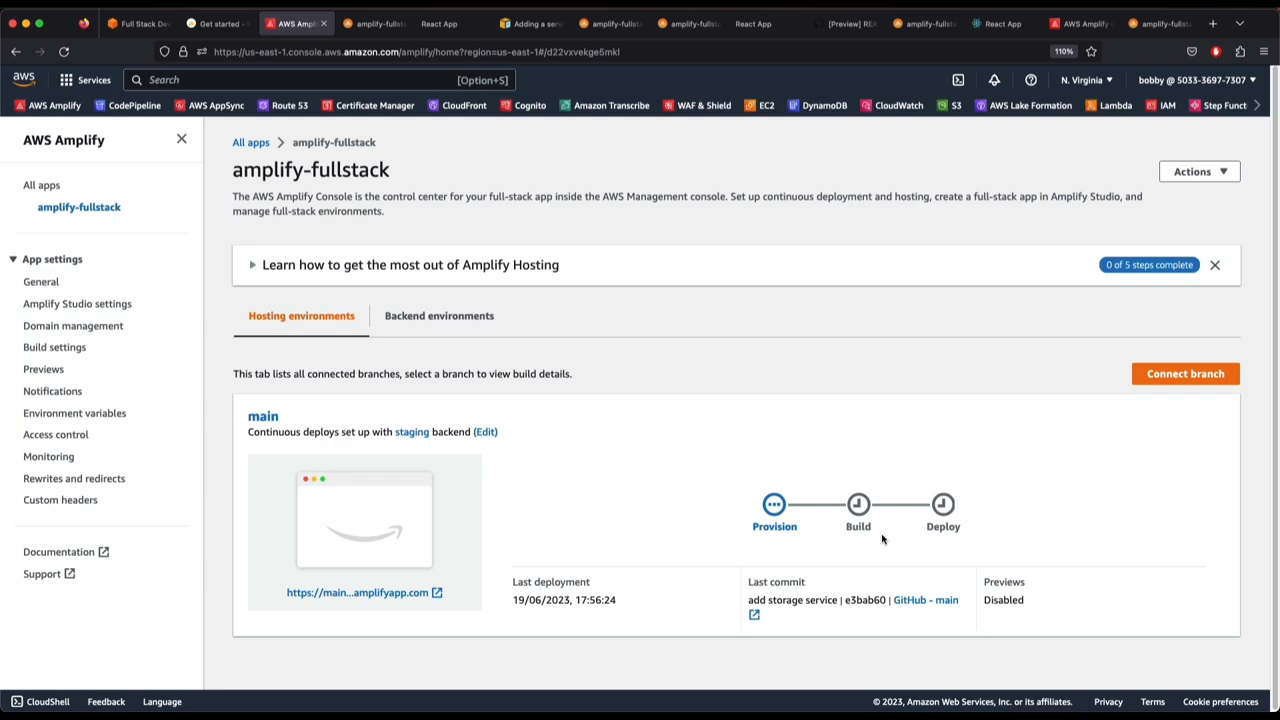 Full Stack De
Get started -
AWS Ampli
amplify-fullst
React App
Adding a serv
amplify-fullsta
amplify-fullst
React App
[Preview] REA
amplify-fullsta
React App
AWS Amplify
amplify-fullsta
https://us-east-1.console.aws.amazon.com/amplify/home?region=us-east-1#/d22vxvekge5mkl
110%
aws
Services
Search
[Option+S]
N. Virginia
bobby @ 5033-3697-7307
AWS Amplify
CodePipeline
AWS AppSync
Route 53
Certificate Manager
CloudFront
Cognito
Amazon Transcribe
WAF & Shield
EC2
DynamoDB
CloudWatch
S3
AWS Lake Formation
Lambda
IAM
Step Funct
AWS Amplify
All apps
amplify-fullstack
App settings
General
Amplify Studio settings
Domain management
Build settings
Previews
Notifications
Environment variables
Access control
Monitoring
Rewrites and redirects
Custom headers
Documentation
Support
All apps
amplify-fullstack
amplify-fullstack
Actions
The AWS Amplify Console is the control center for your full-stack app inside the AWS Management console. Set up continuous deployment and hosting, create a full-stack app in Amplify Studio, and
manage full-stack environments.
Learn how to get the most out of Amplify Hosting
0 of 5 steps complete
Hosting environments
Backend environments
This tab lists all connected branches, select a branch to view build details.
Connect branch
main
Continuous deploys set up with staging backend (Edit)
https://main...amplifyapp.com
Provision
Build
Deploy
Last deployment
19/06/2023, 17:56:24
Last commit
add storage service | e3bab60 | GitHub - main
Previews
Disabled
CloudShell
Feedback
Language
© 2023, Amazon Web Services, Inc. or its affiliates.
Privacy
Terms
Cookie preferences